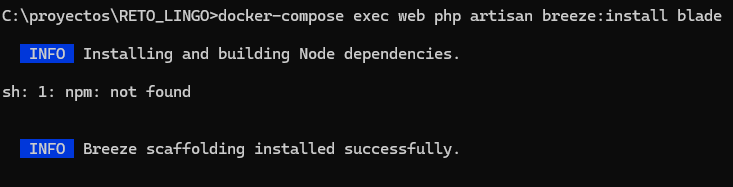 C:\proyectos\RETO_LINGO>docker-compose exec web php artisan breeze:install blade
INFO Installing and building Node dependencies.
sh: 1: npm: not found
INFO Breeze scaffolding installed successfully.